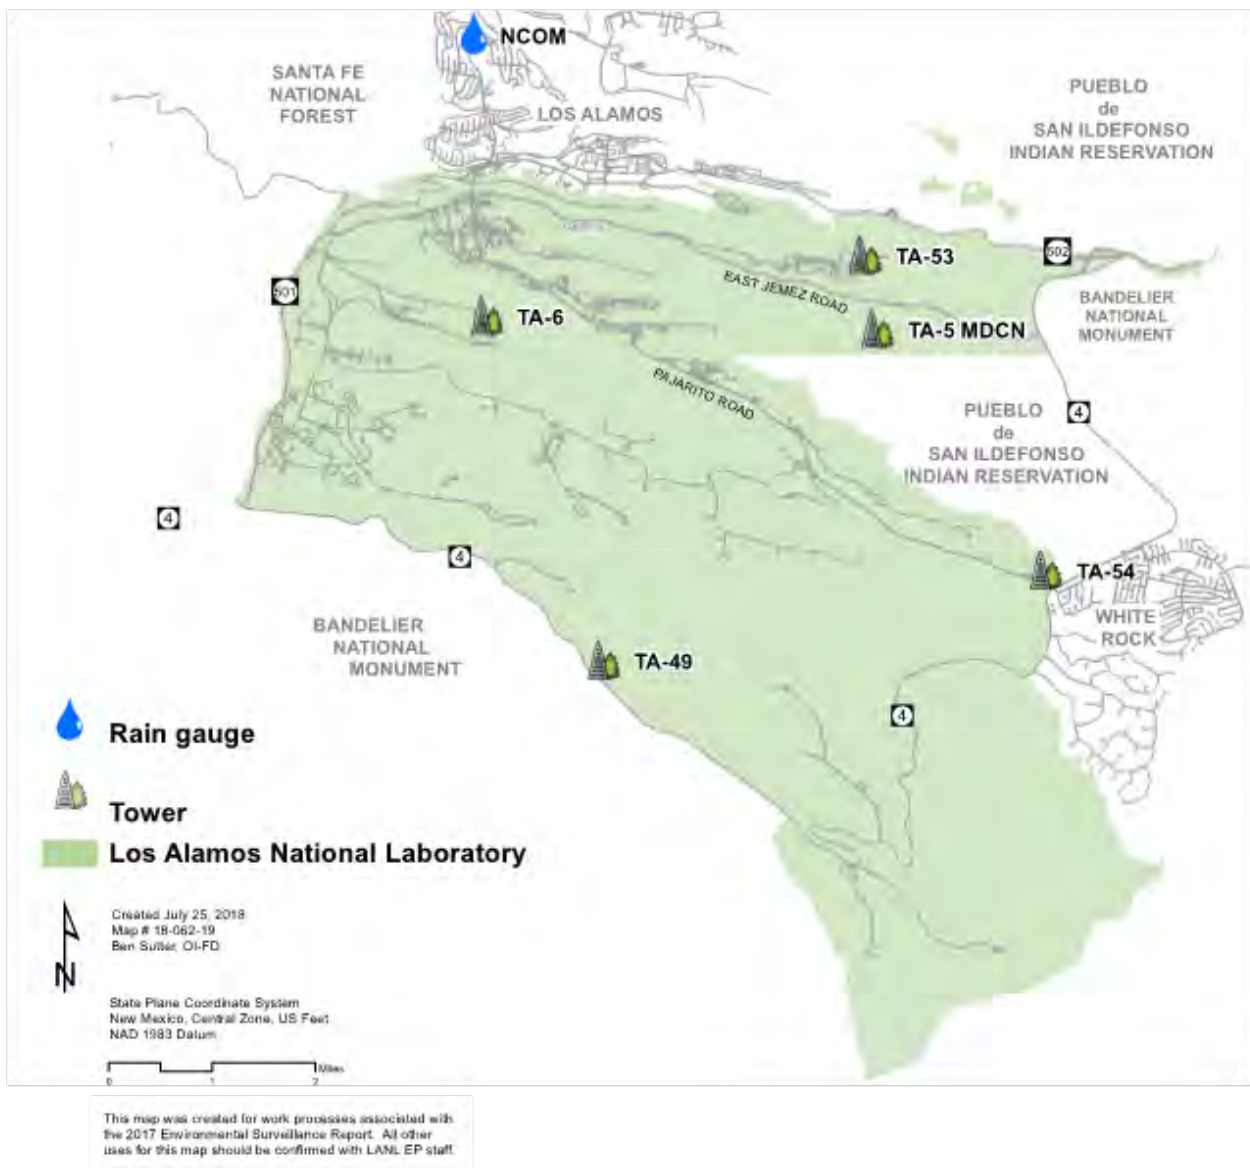 NCOM
SANTA FE
NATIONAL
FOREST
LOS ALAMOS
PUEBLO
de
SAN ILDEFONSO
INDIAN RESERVATION
TA-53
502
EAST JEMEZ ROAD
501
TA-6
TA-5 MDCN
BANDELIER
NATIONAL
MONUMENT
PAJARITO ROAD
4
PUEBLO
de
SAN ILDEFONSO
INDIAN RESERVATION
4
4
TA-54
WHITE
ROCK
BANDELIER
NATIONAL
MONUMENT
TA-49
4
Rain gauge
Tower
Los Alamos National Laboratory
Created July 25, 2018
Map # 18-062-19
Ben Sutter, OI-FD
N
State Plane Coordinate System
New Mexico, Central Zone, US Feet
NAD 1983 Datum
Miles
0 1 2
This map was created for work processes associated with
the 2017 Environmental Surveillance Report. All other
uses for this map should be confirmed with LANL EP staff.